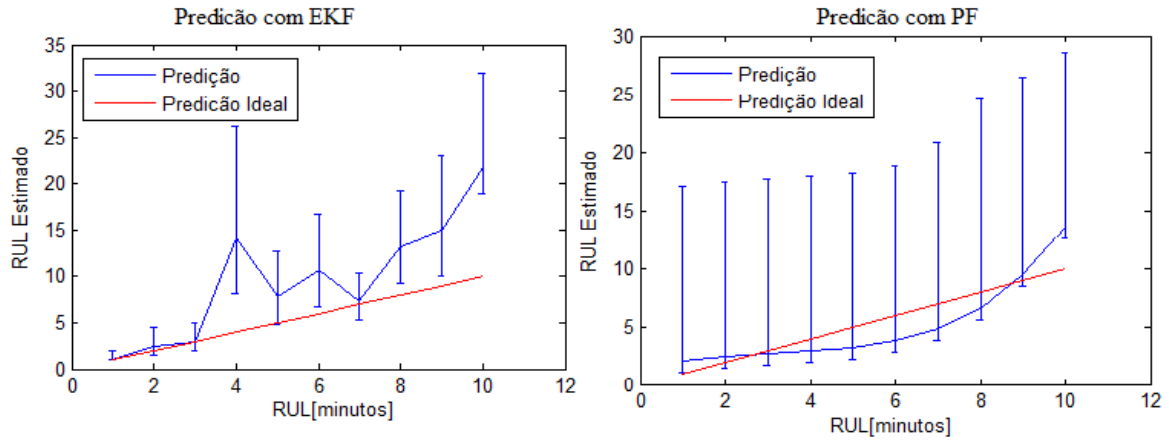 Predicão com EKF
35
30
25
20
15
10
5
0
RUL Estimado
Predição
Predicão Ideal
0 2 4 6 8 10 12
RUL[minutos]
Predicão com PF
30
25
20
15
10
5
0
RUL Estimado
Predição
Predição Ideal
0 2 4 6 8 10 12
RUL[minutos]